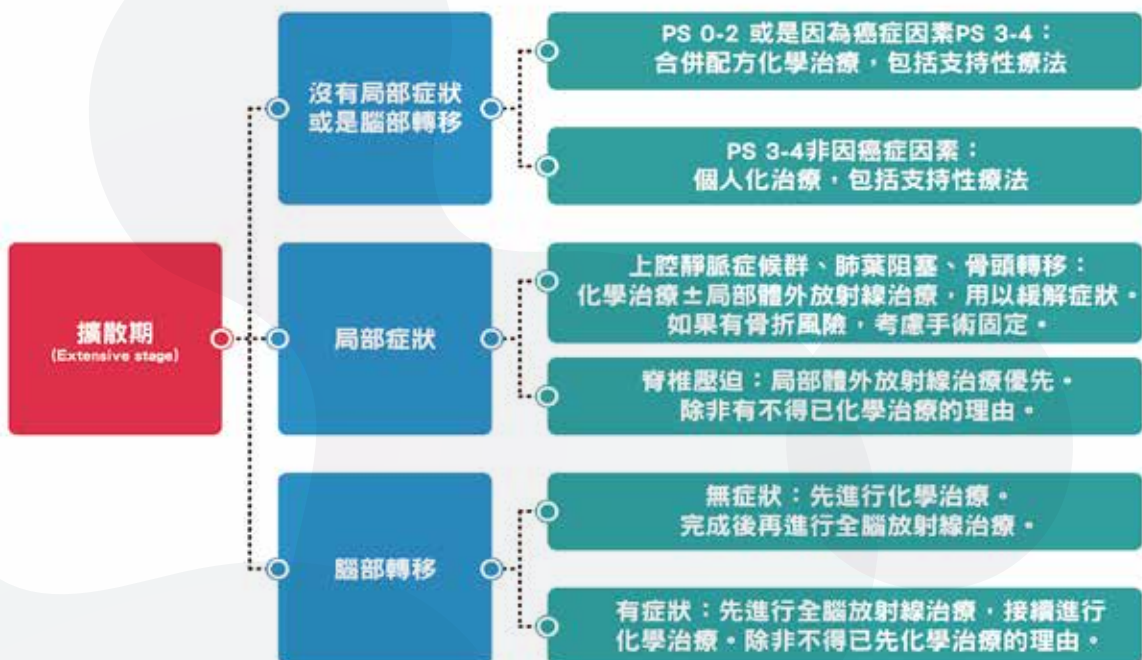 擴散期
(Extensive stage)
沒有局部症狀
或是腦部轉移
PS 0-2 或是因為癌症因素PS 3-4：
合併配方化學治療，包括支持性療法
PS 3-4非因癌症因素：
個人化治療，包括支持性療法
局部症狀
上腔靜脈症候群、肺葉阻塞、骨頭轉移：
化學治療±局部體外放射線治療，用以緩解症狀。
如果有骨折風險，考慮手術固定。
脊椎壓迫：局部體外放射線治療優先。
除非有不得已化學治療的理由。
腦部轉移
無症狀：先進行化學治療。
完成後再進行全腦放射線治療。
有症狀：先進行全腦放射線治療，接續進行
化學治療。除非不得已先化學治療的理由。